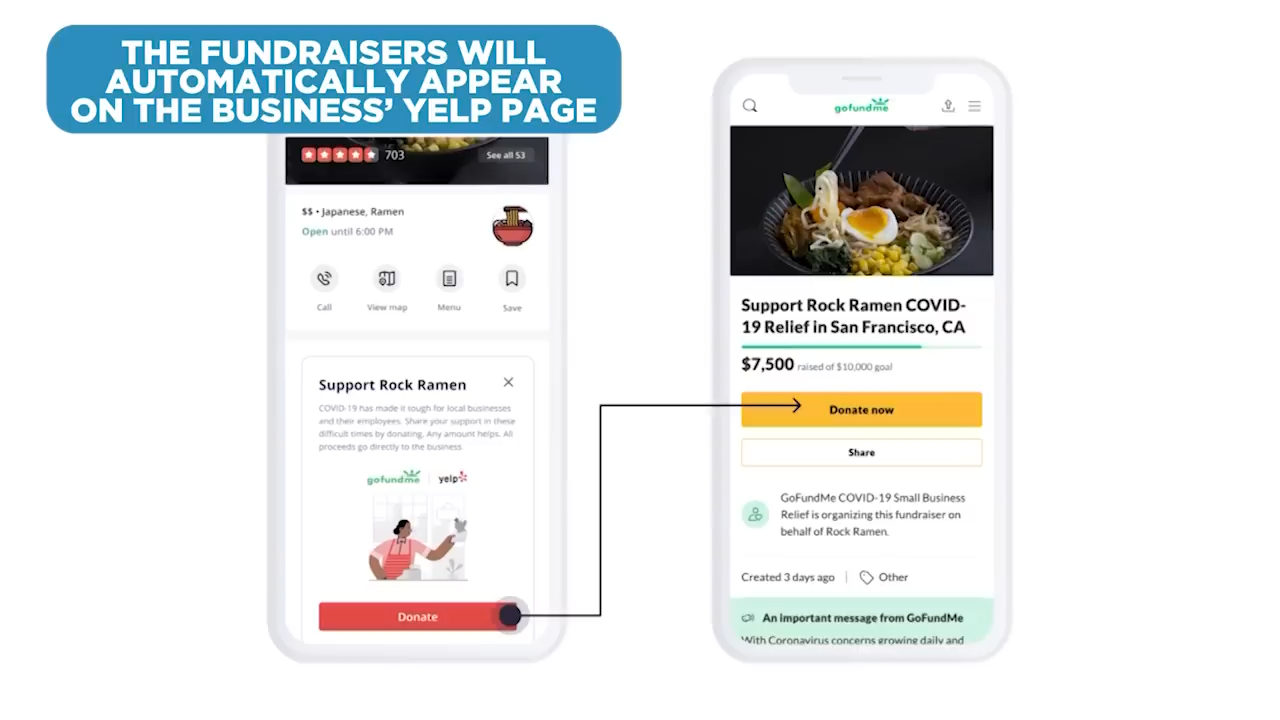 THE FUNDRAISERS WILL
AUTOMATICALLY APPEAR
ON THE BUSINESS' YELP PAGE
703
See all 53
$$ • Japanese, Ramen
Open until 6:00 PM
Call
View map
Menu
Save
Support Rock Ramen
COVID-19 has made it tough for local businesses
and their employees. Share your support in these
difficult times by donating. Any amount helps. All
proceeds go directly to the business
gofundme
yelp
Donate
gofundme
Support Rock Ramen COVID-
19 Relief in San Francisco, CA
$7,500 raised of $10,000 goal
Donate now
Share
GoFundMe COVID-19 Small Business
Relief is organizing this fundraiser on
behalf of Rock Ramen.
Created 3 days ago
Other
An important message from GoFundMe
With Coronavirus concerns growing daily and